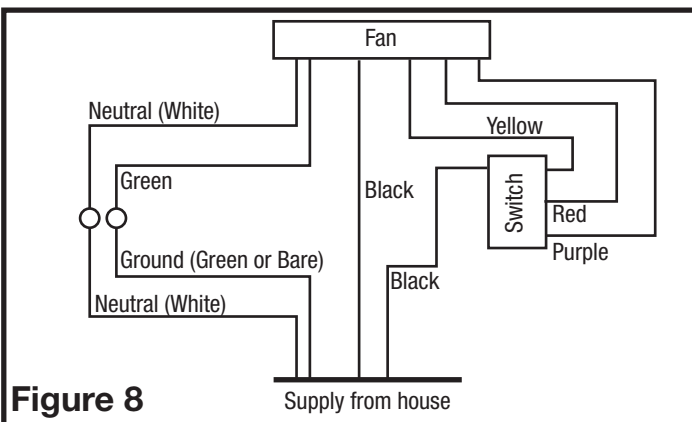 Fan
Neutral (White)
Yellow
Green
Black
Switch
Red
Purple
Ground (Green or Bare)
Black
Neutral (White)
Figure 8
Supply from house